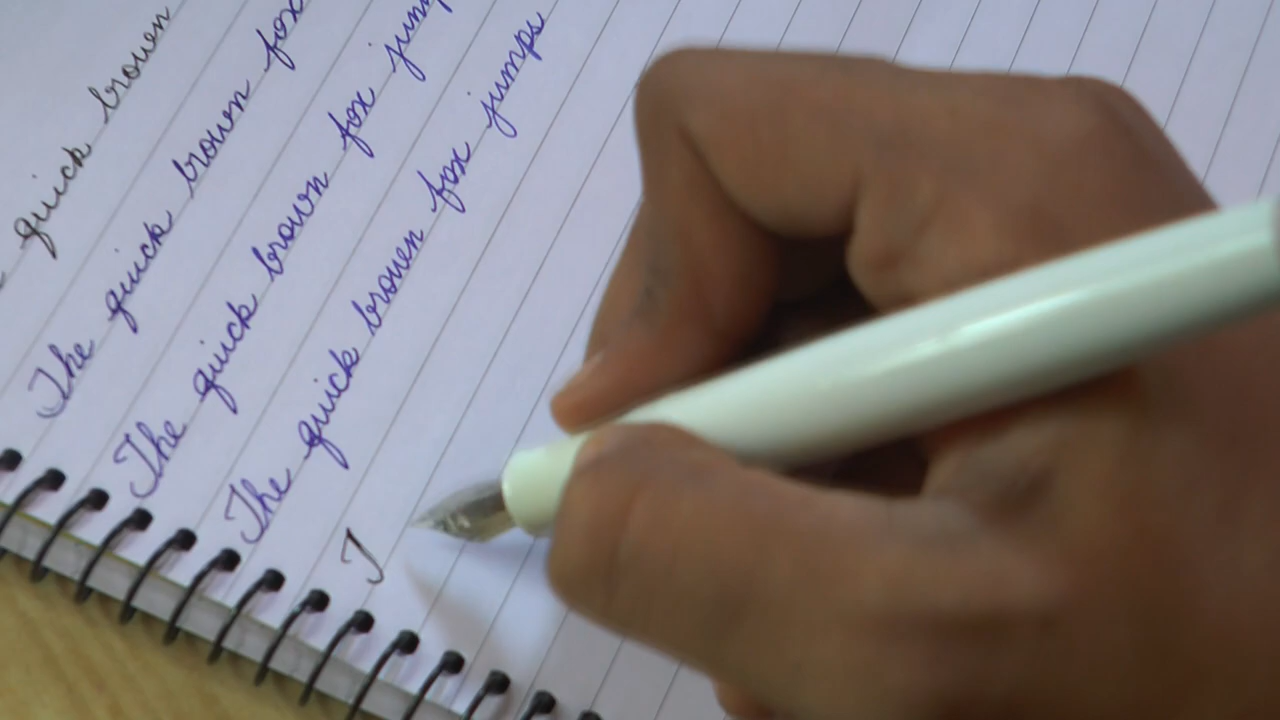 quick brown
The quick brown fox
The quick brown fox jump
The quick brown fox jumps
T